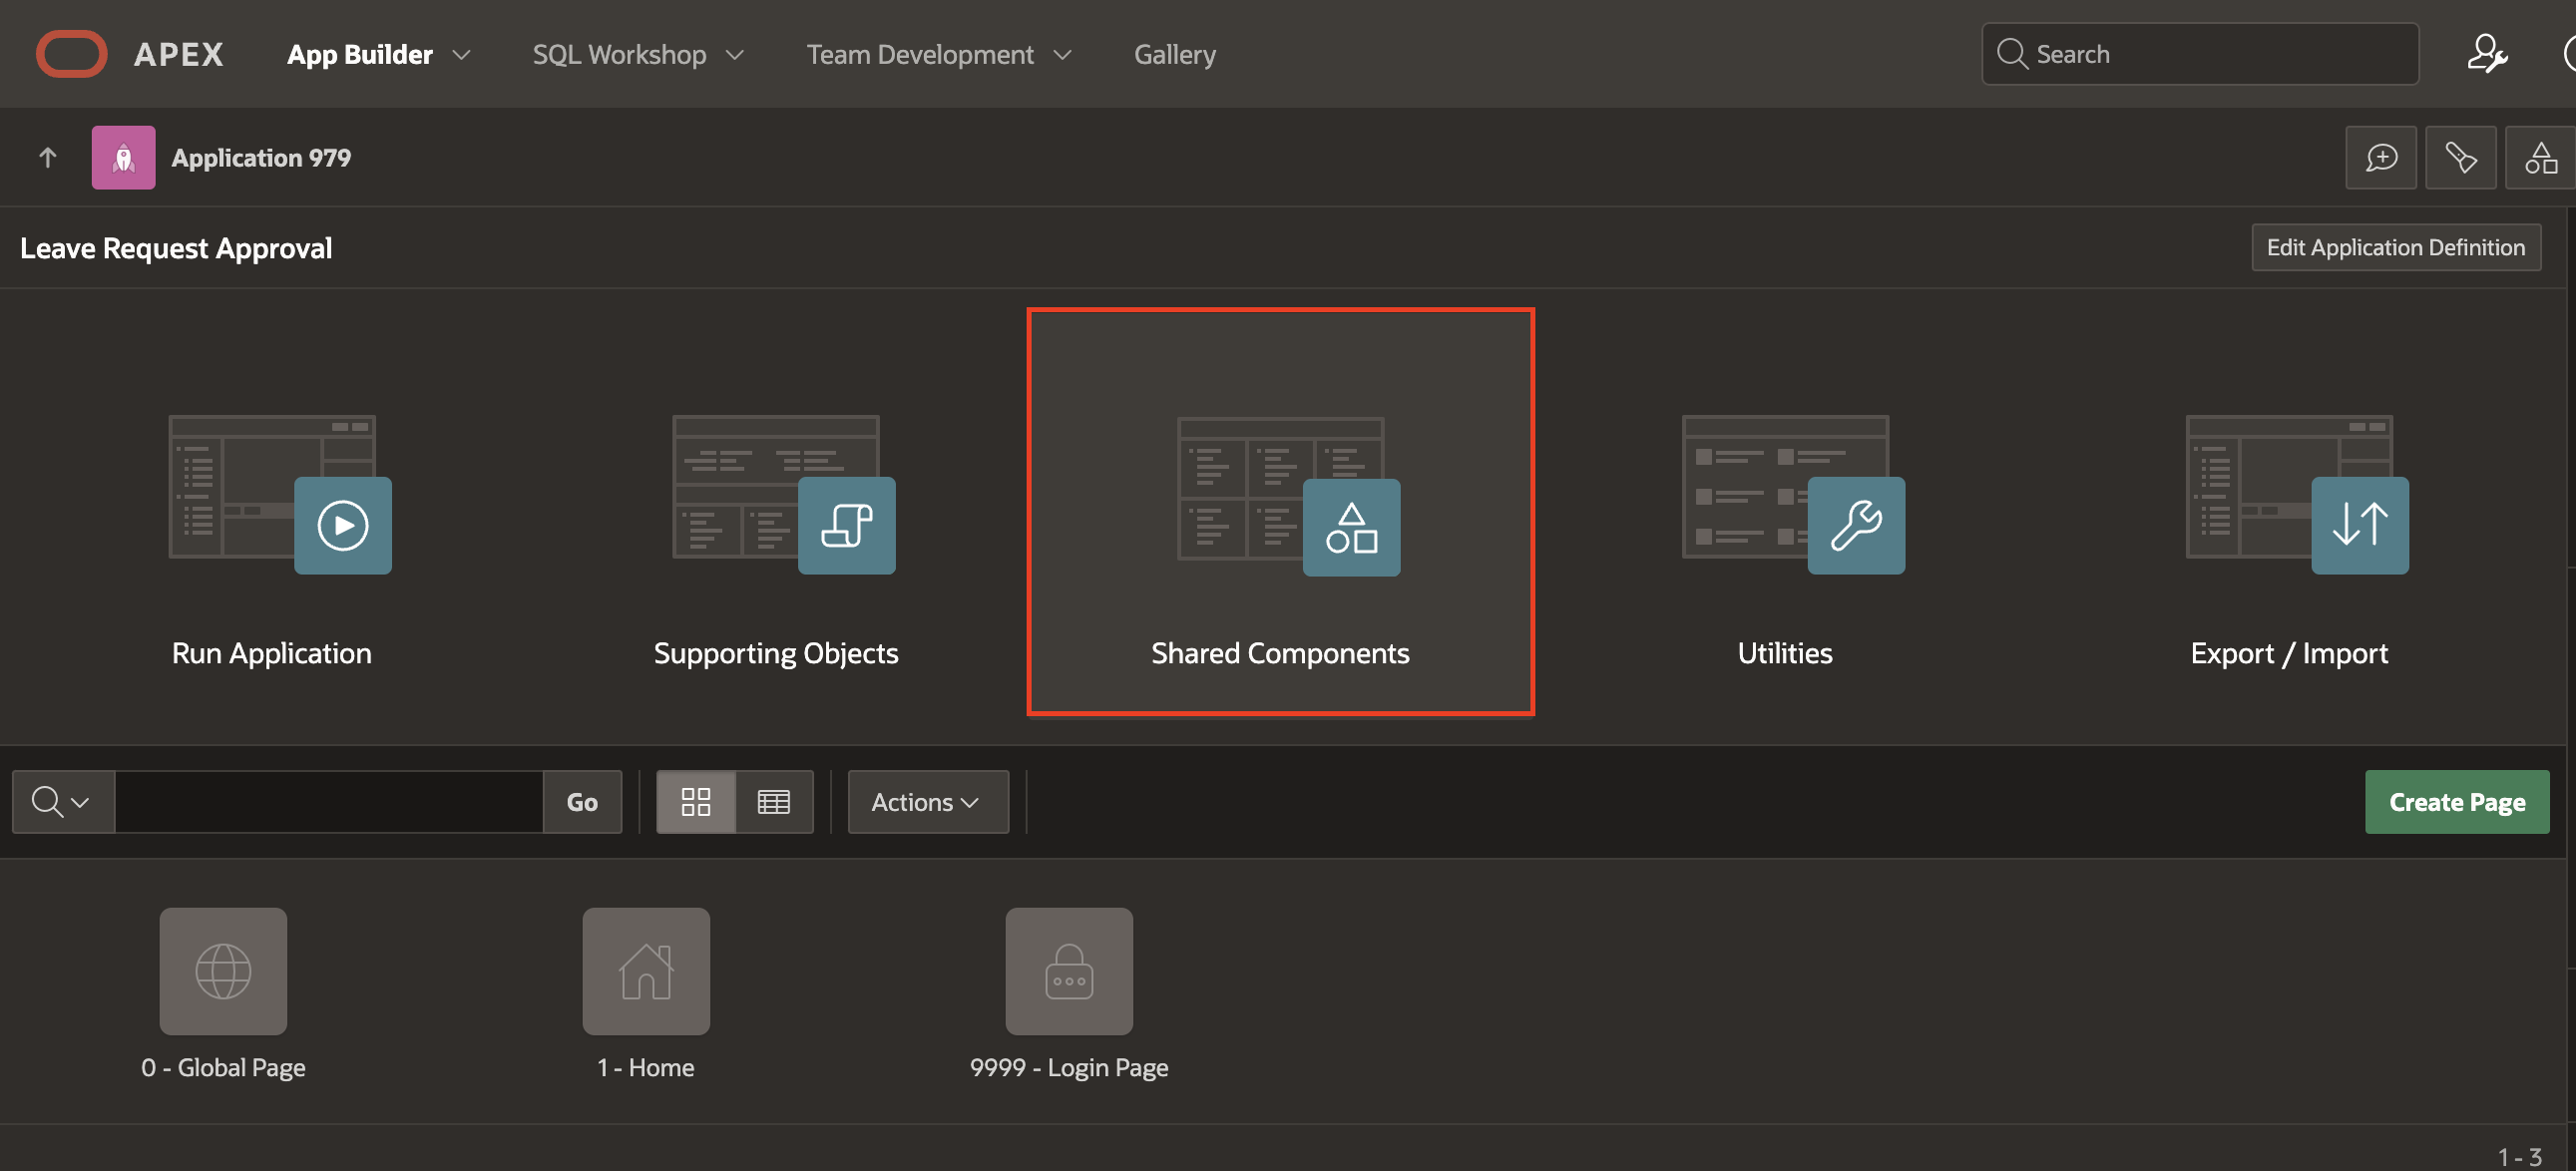 APEX App Builder SQL Workshop Team Development Gallery Search
Application 979
Leave Request Approval Edit Application Definition
Run Application Supporting Objects Shared Components Utilities Export / Import
Go Actions Create Page
0 - Global Page 1 - Home 9999 - Login Page
1 - 3